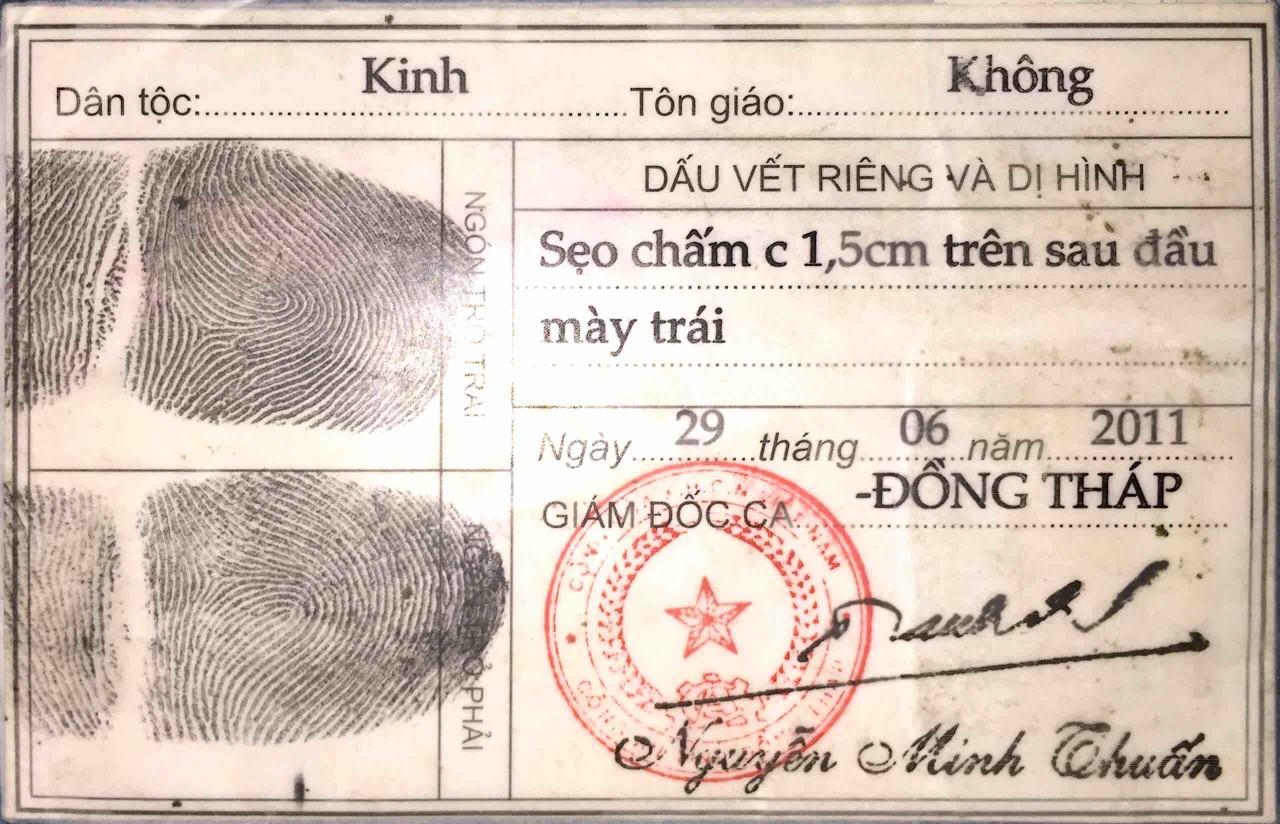 Dân tộc: Kinh Tôn giáo: Không
NGÓN TRỎ TRÁI
DẤU VẾT RIÊNG VÀ DỊ HÌNH
Sẹo chấm c 1,5cm trên sau đầu
mày trái
Ngày 29 tháng 06 năm 2011
GIÁM ĐỐC CA -ĐỒNG THÁP
TRỎ PHẢI
NAM
Nguyễn Minh Thuấn